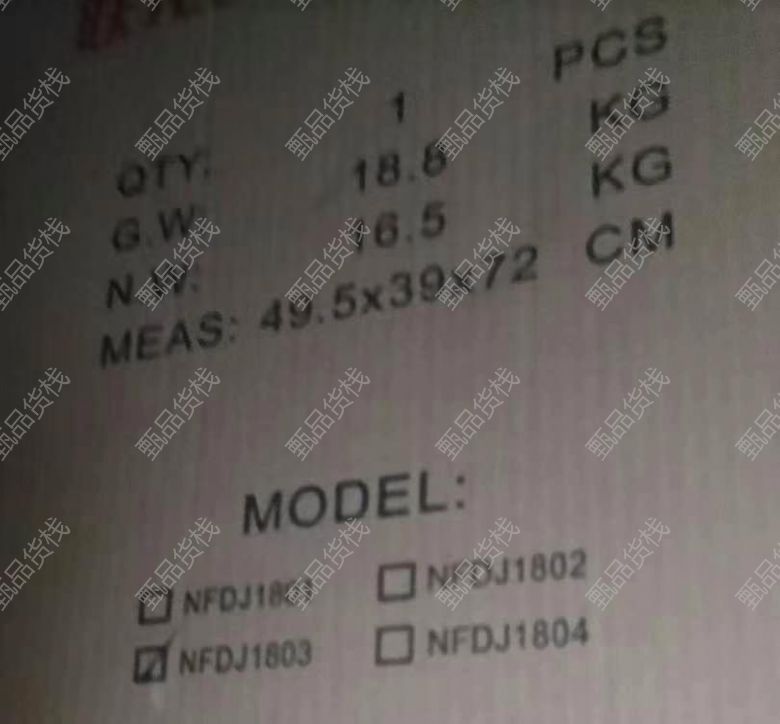 QTY: 1 PCS
G.W: 18.8 KG
N.W: 16.5 KG
MEAS: 49.5x39x72 CM
MODEL:
☐ NFDJ1801 ☐ NFDJ1802
☑ NFDJ1803 ☐ NFDJ1804
甄品货栈